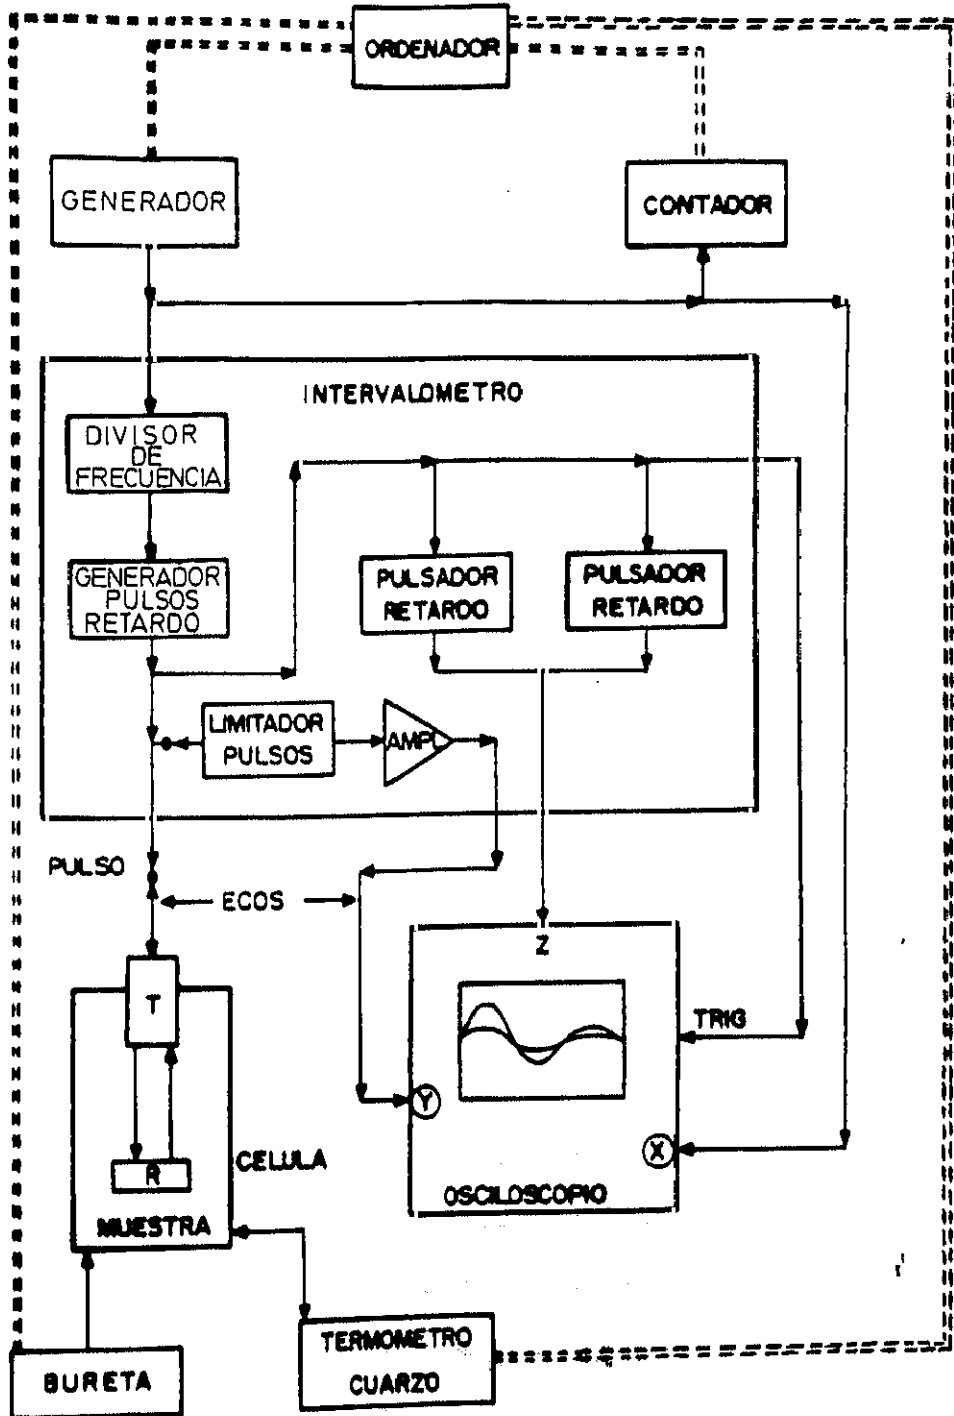 ORDENADOR
GENERADOR
CONTADOR
INTERVALOMETRO
DIVISOR
DE
FRECUENCIA
GENERADOR
PULSOS
RETARDO
PULSADOR
RETARDO
PULSADOR
RETARDO
LIMITADOR
PULSOS
AMPL
PULSO
ECOS
Z
T
TRIG
Y
R
CELULA
X
OSCILOSCOPIO
MUESTRA
TERMOMETRO
CUARZO
BURETA